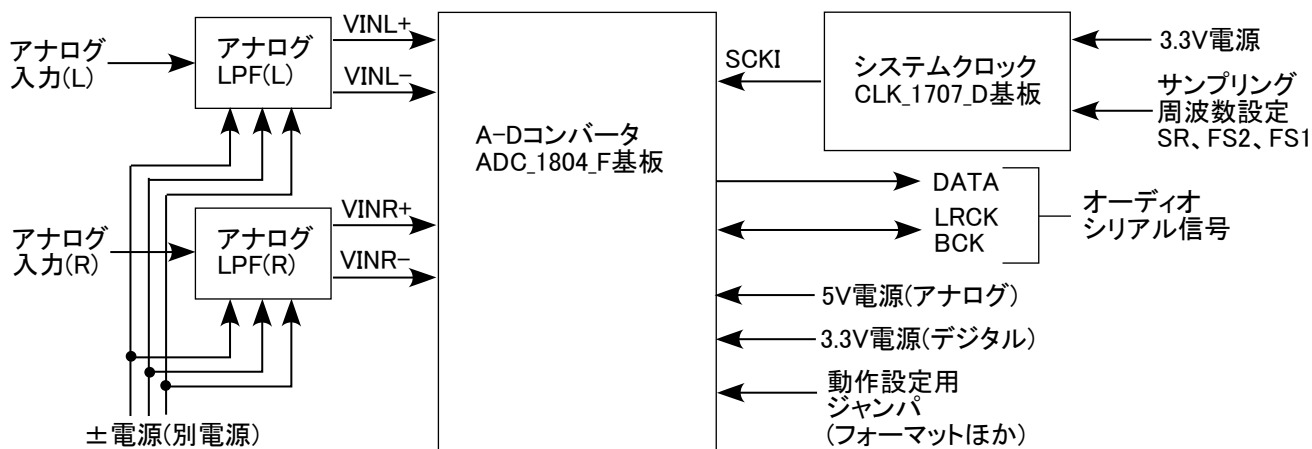 アナログ
入力(L)
アナログ
LPF(L)
VINL+
VINL-
アナログ
入力(R)
アナログ
LPF(R)
VINR+
VINR-
±電源(別電源)
A-Dコンバータ
ADC_1804_F基板
SCKI
システムクロック
CLK_1707_D基板
3.3V電源
サンプリング
周波数設定
SR、FS2、FS1
DATA
LRCK
BCK
オーディオ
シリアル信号
5V電源(アナログ)
3.3V電源(デジタル)
動作設定用
ジャンパ
(フォーマットほか)